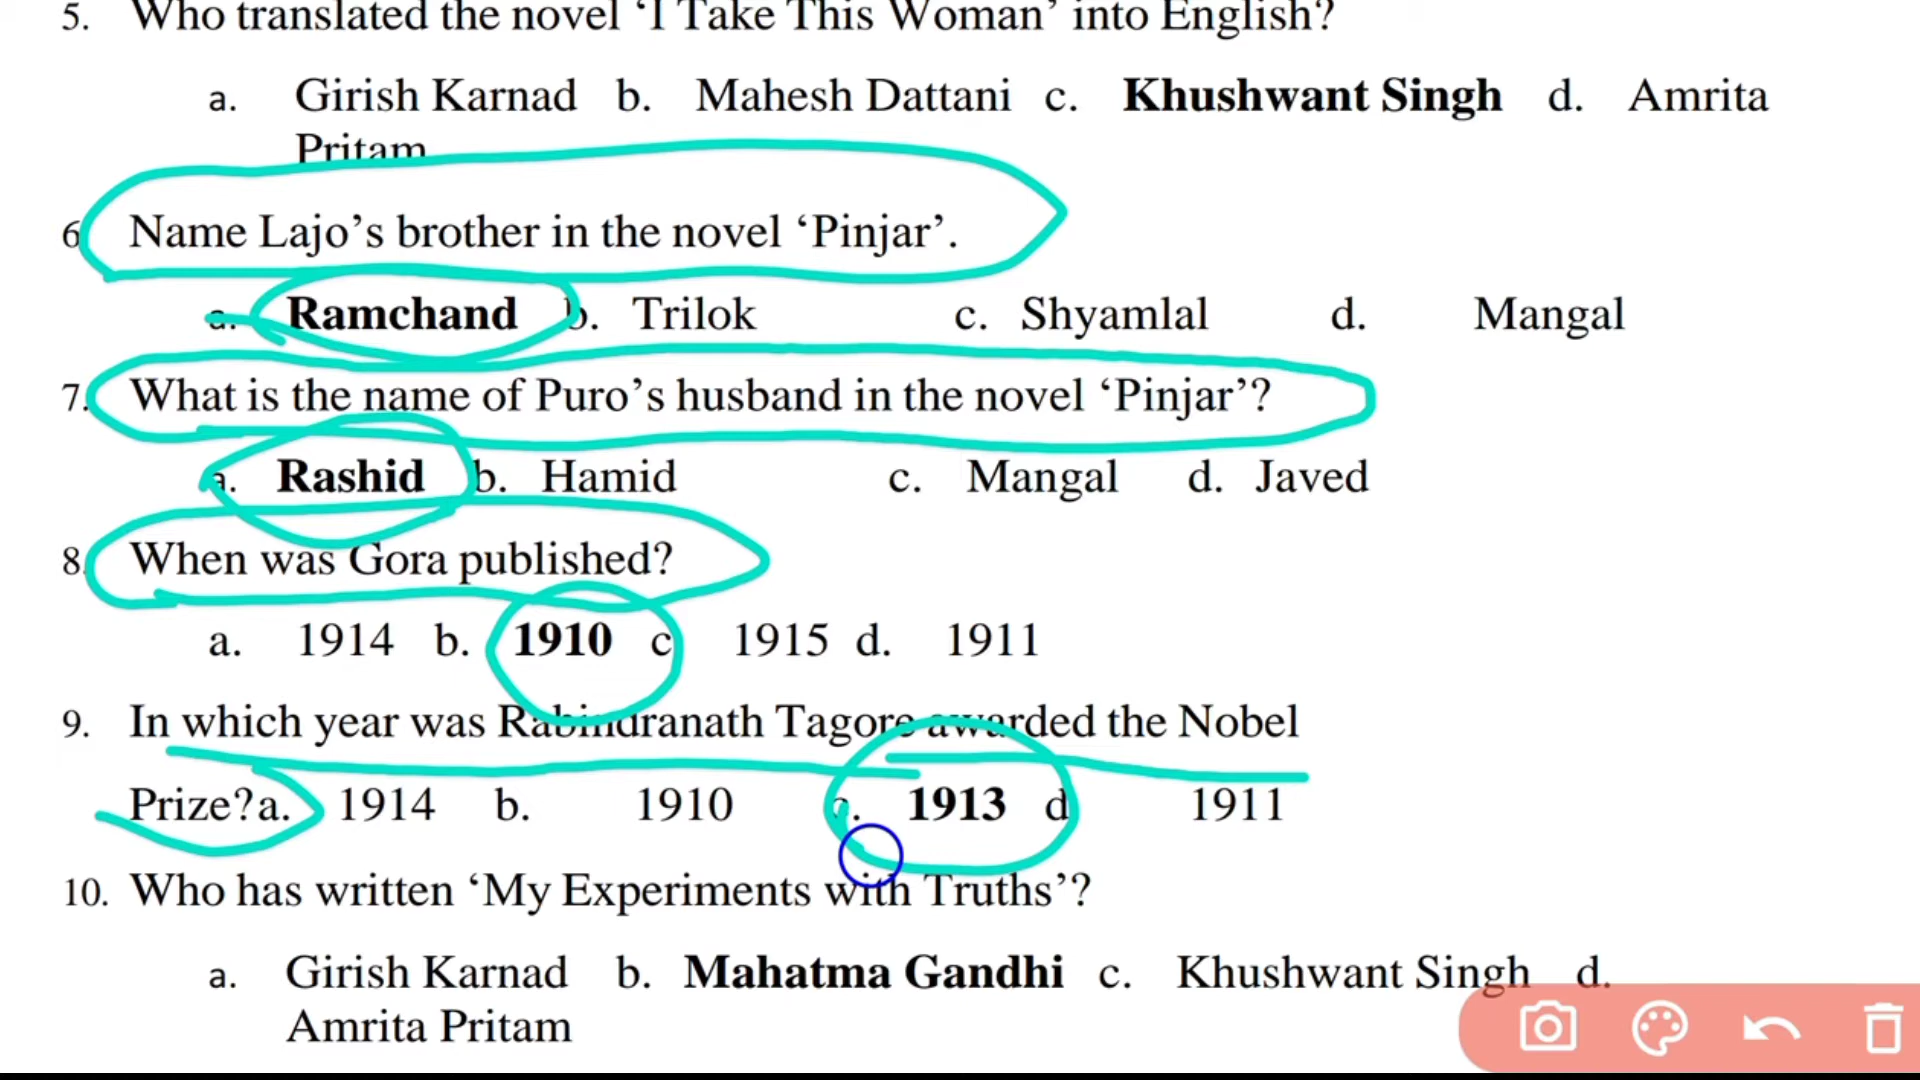 5. Who translated the novel ‘I Take This Woman’ into English?
a. Girish Karnad b. Mahesh Dattani c. Khushwant Singh d. Amrita
Pritam
6 Name Lajo’s brother in the novel ‘Pinjar’.
a. Ramchand b. Trilok c. Shyamlal d. Mangal
7. What is the name of Puro’s husband in the novel ‘Pinjar’?
a. Rashid b. Hamid c. Mangal d. Javed
8. When was Gora published?
a. 1914 b. 1910 c 1915 d. 1911
9. In which year was Rabindranath Tagore awarded the Nobel
Prize?a. 1914 b. 1910 c. 1913 d 1911
10. Who has written ‘My Experiments with Truths’?
a. Girish Karnad b. Mahatma Gandhi c. Khushwant Singh d.
Amrita Pritam